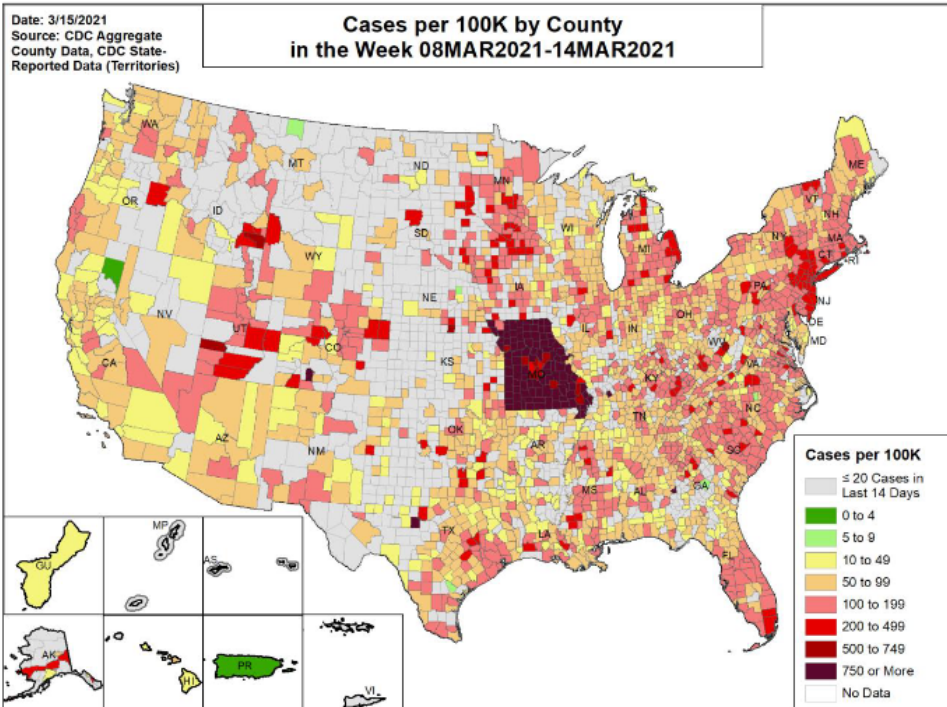 Date: 3/15/2021
Source: CDC Aggregate
County Data, CDC State-
Reported Data (Territories)
Cases per 100K by County
in the Week 08MAR2021-14MAR2021
WA
MT
ND
MN
ME
OR
ID
SD
WI
MI
VT
NH
NY
MA
CT
RI
WY
IA
PA
NJ
NE
NV
UT
CO
IL
IN
OH
DE
MD
WV
VA
CA
KS
MO
KY
NC
TN
AZ
NM
OK
AR
SC
MS
AL
GA
TX
LA
FL
GU
MP
AS
AK
HI
PR
VI
Cases per 100K
≤ 20 Cases in
Last 14 Days
0 to 4
5 to 9
10 to 49
50 to 99
100 to 199
200 to 499
500 to 749
750 or More
No Data